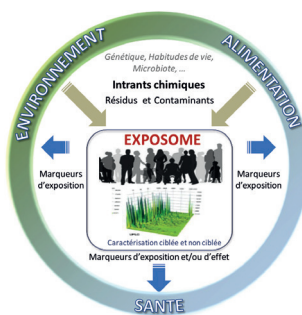 ENVIRONNEMENT
ALIMENTATION
Génétique, Habitudes de vie,
Microbiote, ...
Intrants chimiques
Résidus et Contaminants
EXPOSOME
Marqueurs
d'exposition
Marqueurs
d'exposition
Caractérisation ciblée et non ciblée
Marqueurs d'exposition et/ou d'effet
SANTE